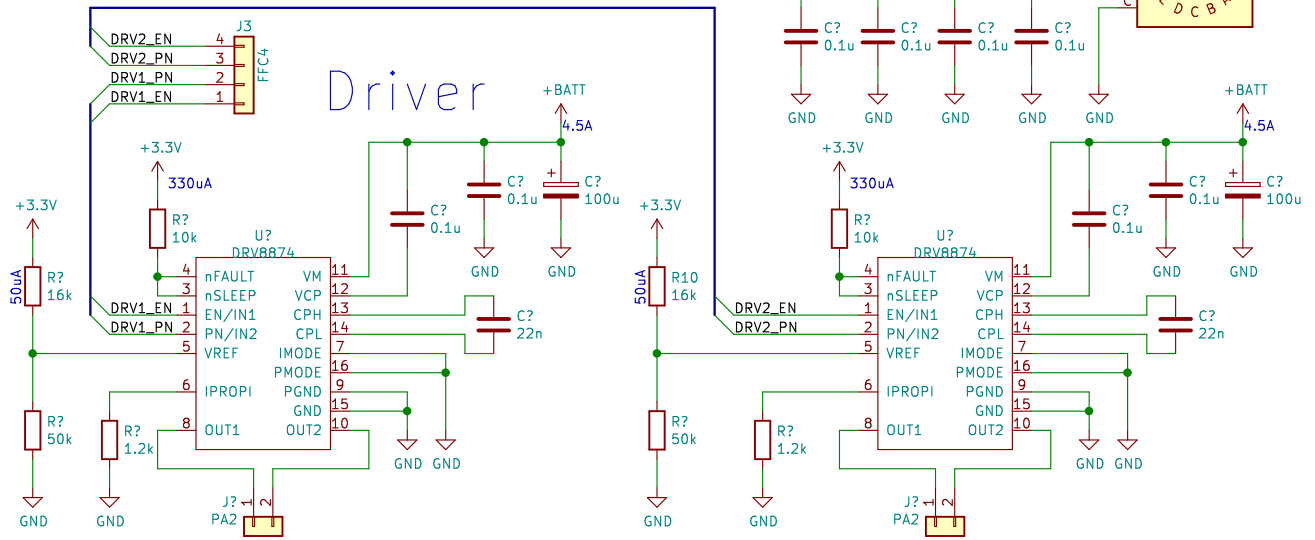 J3
DRV2_EN 4
DRV2_PN 3
DRV1_PN 2
DRV1_EN 1
FFC4
Driver
C?
0.1u
GND
C?
0.1u
GND
C?
0.1u
GND
C?
0.1u
GND
C
D C B A
GND
+3.3V
50uA
R?
16k
R?
50k
GND
+3.3V
330uA
R?
10k
U?
DRV8874
4 nFAULT
3 nSLEEP
DRV1_EN 1 EN/IN1
DRV1_PN 2 PN/IN2
5 VREF
6 IPROPI
8 OUT1
VM 11
VCP 12
CPH 13
CPL 14
IMODE 7
PMODE 16
PGND 9
GND 15
OUT2 10
R?
1.2k
GND
J?
PA2
1 2
+BATT
4.5A
C?
0.1u
C?
0.1u
GND
+
C?
100u
GND
C?
22n
GND
GND
+3.3V
50uA
R10
16k
R?
50k
GND
+3.3V
330uA
R?
10k
U?
DRV8874
4 nFAULT
3 nSLEEP
DRV2_EN 1 EN/IN1
DRV2_PN 2 PN/IN2
5 VREF
6 IPROPI
8 OUT1
VM 11
VCP 12
CPH 13
CPL 14
IMODE 7
PMODE 16
PGND 9
GND 15
OUT2 10
R?
1.2k
GND
J?
PA2
1 2
+BATT
4.5A
C?
0.1u
C?
0.1u
GND
+
C?
100u
GND
C?
22n
GND
GND